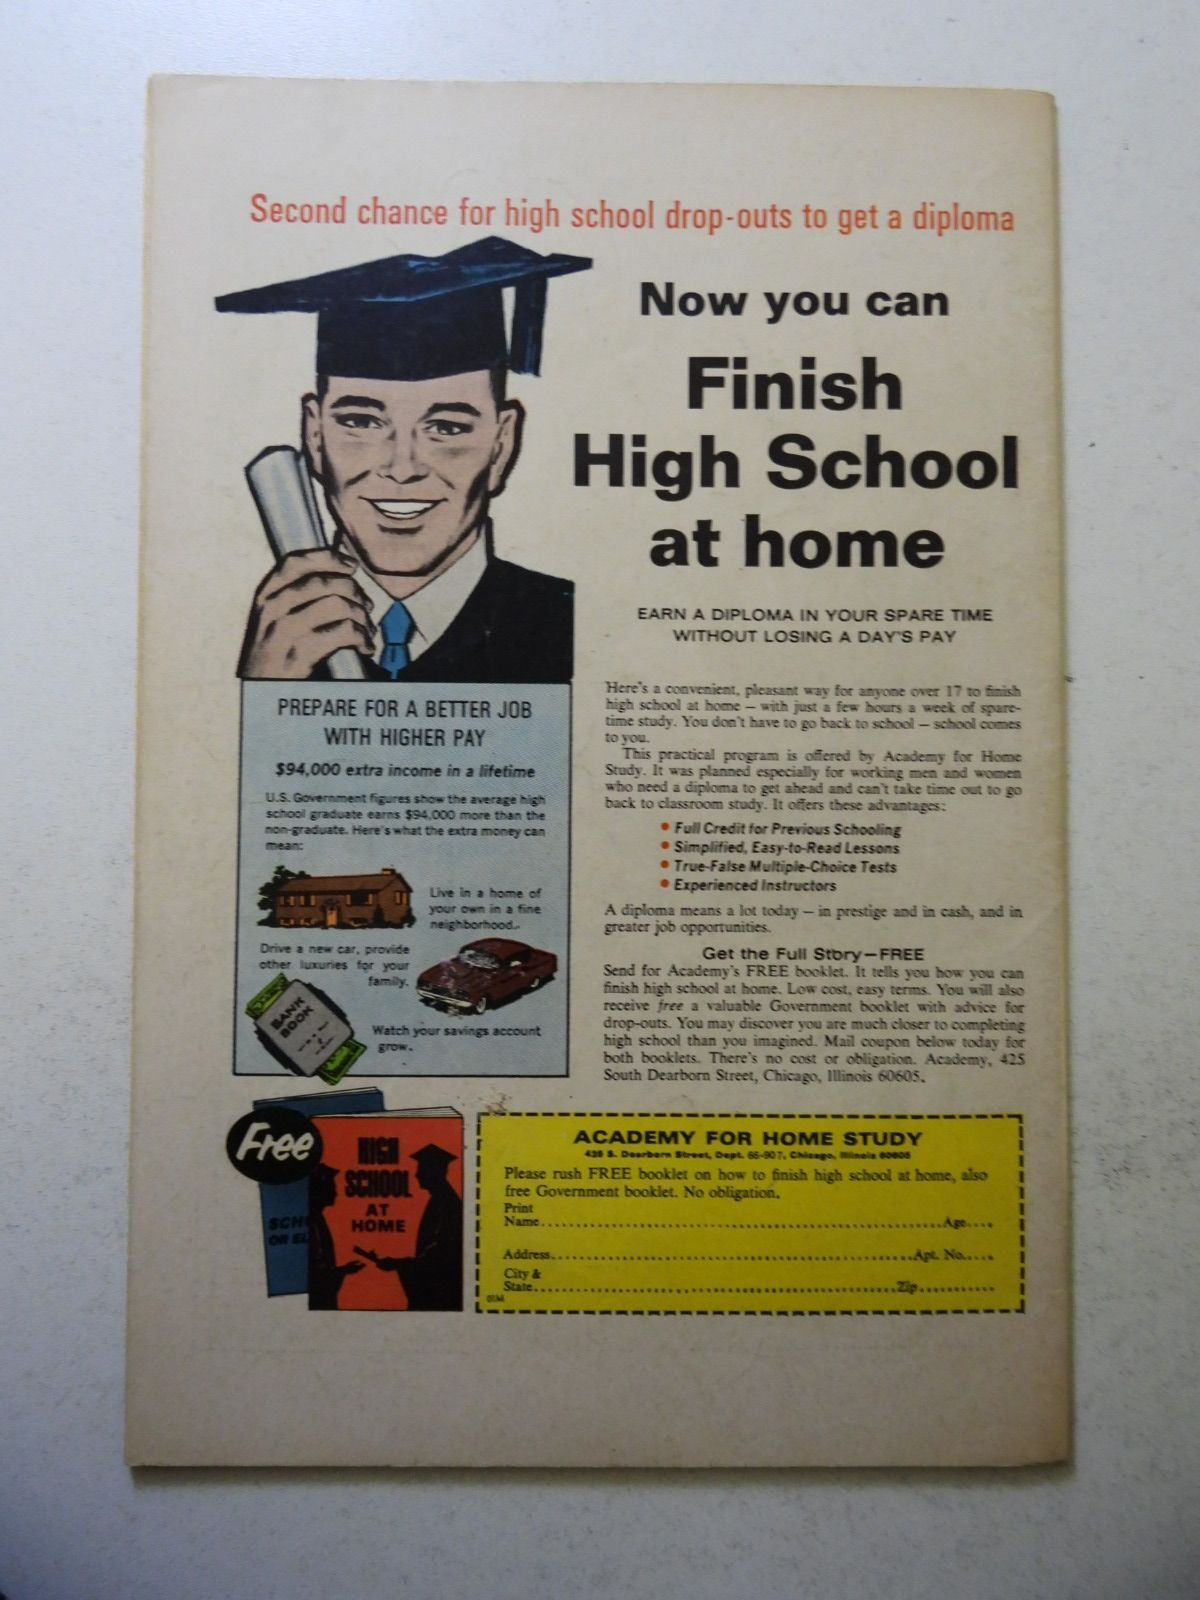 Second chance for high school drop-outs to get a diploma
Now you can
Finish
High School
at home
EARN A DIPLOMA IN YOUR SPARE TIME
WITHOUT LOSING A DAY'S PAY
PREPARE FOR A BETTER JOB
WITH HIGHER PAY
$94,000 extra income in a lifetime
U.S. Government figures show the average high
school graduate earns $94,000 more than the
non-graduate. Here's what the extra money can
mean:
Live in a home of
your own in a fine
neighborhood.
Drive a new car, provide
other luxuries for your
family.
BANK
BOOK
Watch your savings account
grow.
Here's a convenient, pleasant way for anyone over 17 to finish
high school at home – with just a few hours a week of spare-
time study. You don't have to go back to school – school comes
to you.
This practical program is offered by Academy for Home
Study. It was planned especially for working men and women
who need a diploma to get ahead and can't take time out to go
back to classroom study. It offers these advantages:
• Full Credit for Previous Schooling
• Simplified, Easy-to-Read Lessons
• True-False Multiple-Choice Tests
• Experienced Instructors
A diploma means a lot today – in prestige and in cash, and in
greater job opportunities.
Get the Full Story—FREE
Send for Academy's FREE booklet. It tells you how you can
finish high school at home. Low cost, easy terms. You will also
receive free a valuable Government booklet with advice for
drop-outs. You may discover you are much closer to completing
high school than you imagined. Mail coupon below today for
both booklets. There's no cost or obligation. Academy, 425
South Dearborn Street, Chicago, Illinois 60605.
Free
SCHO
OR EL
HIGH
SCHOOL
AT
HOME
ACADEMY FOR HOME STUDY
425 S. Dearborn Street, Dept. 66-907, Chicago, Illinois 60605
Please rush FREE booklet on how to finish high school at home, also
free Government booklet. No obligation.
Print
Name..........Age....
Address..........Apt. No.....
City &
State..........Zip..........
01M